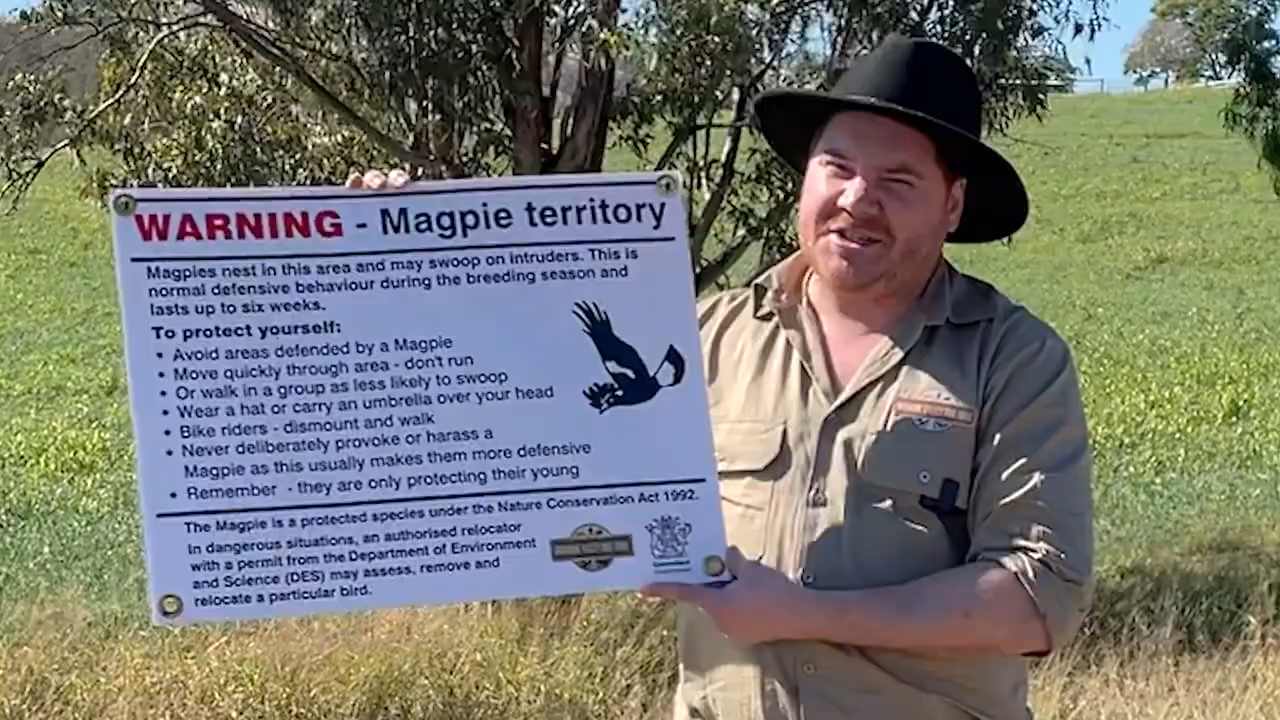 WARNING - Magpie territory
Magpies nest in this area and may swoop on intruders. This is
normal defensive behaviour during the breeding season and
lasts up to six weeks.
To protect yourself:
• Avoid areas defended by a Magpie
• Move quickly through area - don't run
• Or walk in a group as less likely to swoop
• Wear a hat or carry an umbrella over your head
• Bike riders - dismount and walk
• Never deliberately provoke or harass a
Magpie as this usually makes them more defensive
• Remember - they are only protecting their young
The Magpie is a protected species under the Nature Conservation Act 1992.
In dangerous situations, an authorised relocator
with a permit from the Department of Environment
and Science (DES) may assess, remove and
relocate a particular bird.